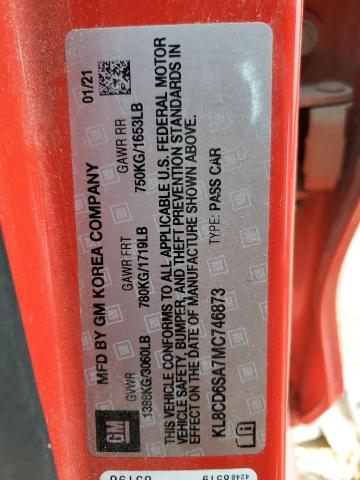 MFD BY GM KOREA COMPANY 01/21
GVWR GAWR FRT GAWR RR
1388KG/3060LB 780KG/1719LB 750KG/1653LB
THIS VEHICLE CONFORMS TO ALL APPLICABLE U.S. FEDERAL MOTOR
VEHICLE SAFETY, BUMPER, AND THEFT PREVENTION STANDARDS IN
EFFECT ON THE DATE OF MANUFACTURE SHOWN ABOVE.
KL8CD6SA7MC746873 TYPE: PASS CAR
GM
42488519